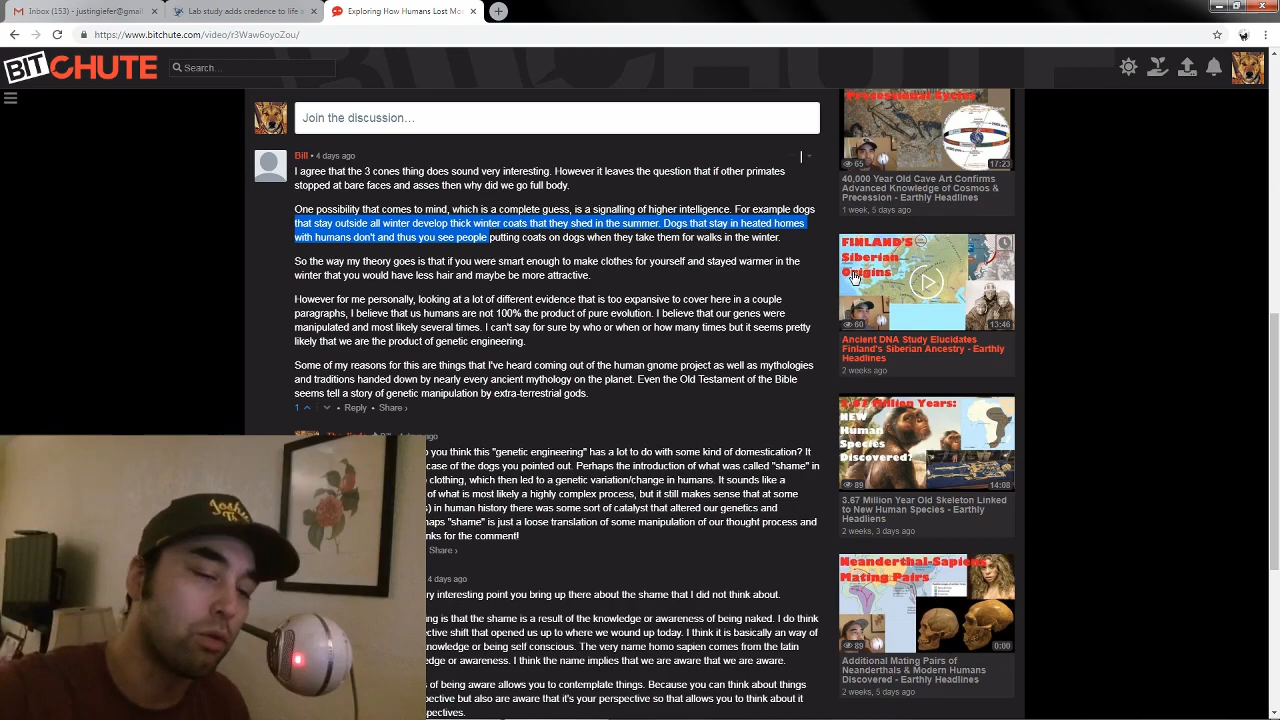 Inbox (153) - justingiefer@gmail
Lab study adds credence to life a
Exploring How Humans Lost Mos
https://www.bitchute.com/video/r3Waw6oyoZou/
BITCHUTE
Search...
Join the discussion...
Bill • 4 days ago
I agree that the 3 cones thing does sound very interesting. However it leaves the question that if other primates
stopped at bare faces and asses then why did we go full body.
One possibility that comes to mind, which is a complete guess, is a signalling of higher intelligence. For example dogs
that stay outside all winter develop thick winter coats that they shed in the summer. Dogs that stay in heated homes
with humans don't and thus you see people putting coats on dogs when they take them for walks in the winter.
So the way my theory goes is that if you were smart enough to make clothes for yourself and stayed warmer in the
winter that you would have less hair and maybe be more attractive.
However for me personally, looking at a lot of different evidence that is too expansive to cover here in a couple
paragraphs, I believe that us humans are not 100% the product of pure evolution. I believe that our genes were
manipulated and most likely several times. I can't say for sure by who or when or how many times but it seems pretty
likely that we are the product of genetic engineering.
Some of my reasons for this are things that I've heard coming out of the human gnome project as well as mythologies
and traditions handed down by nearly every ancient mythology on the planet. Even the Old Testament of the Bible
seems tell a story of genetic manipulation by extra-terrestrial gods.
1 • Reply • Share ›
Bill
ago
you think this "genetic engineering" has a lot to do with some kind of domestication? It
case of the dogs you pointed out. Perhaps the introduction of what was called "shame" in
clothing, which then led to a genetic variation/change in humans. It sounds like a
of what is most likely a highly complex process, but it still makes sense that at some
) in human history there was some sort of catalyst that altered our genetics and
haps "shame" is just a loose translation of some manipulation of our thought process and
nks for the comment!
Share ›
4 days ago
ry interesting point you bring up there about the shame that I did not think about.
ng is that the shame is a result of the knowledge or awareness of being naked. I do think
ective shift that opened us up to where we wound up today. I think it is basically an way of
nowledge or being self conscious. The very name homo sapien comes from the latin
edge or awareness. I think the name implies that we are aware that we are aware.
s of being aware allows you to contemplate things. Because you can think about things
pective but also are aware that it's your perspective so that allows you to think about it
spectives.
Precessional Cycles
65
17:23
40,000 Year Old Cave Art Confirms
Advanced Knowledge of Cosmos &
Precession - Earthly Headlines
1 week, 5 days ago
FINLAND'S
Siberian
Origins
60
13:46
Ancient DNA Study Elucidates
Finland's Siberian Ancestry - Earthly
Headlines
2 weeks ago
3.67 Million Years:
NEW
Human
Species
Discovered?
89
14:08
3.67 Million Year Old Skeleton Linked
to New Human Species - Earthly
Headliens
2 weeks, 3 days ago
Neanderthal-Sapiens
Mating Pairs
89
0:00
Additional Mating Pairs of
Neanderthals & Modern Humans
Discovered - Earthly Headlines
2 weeks, 5 days ago